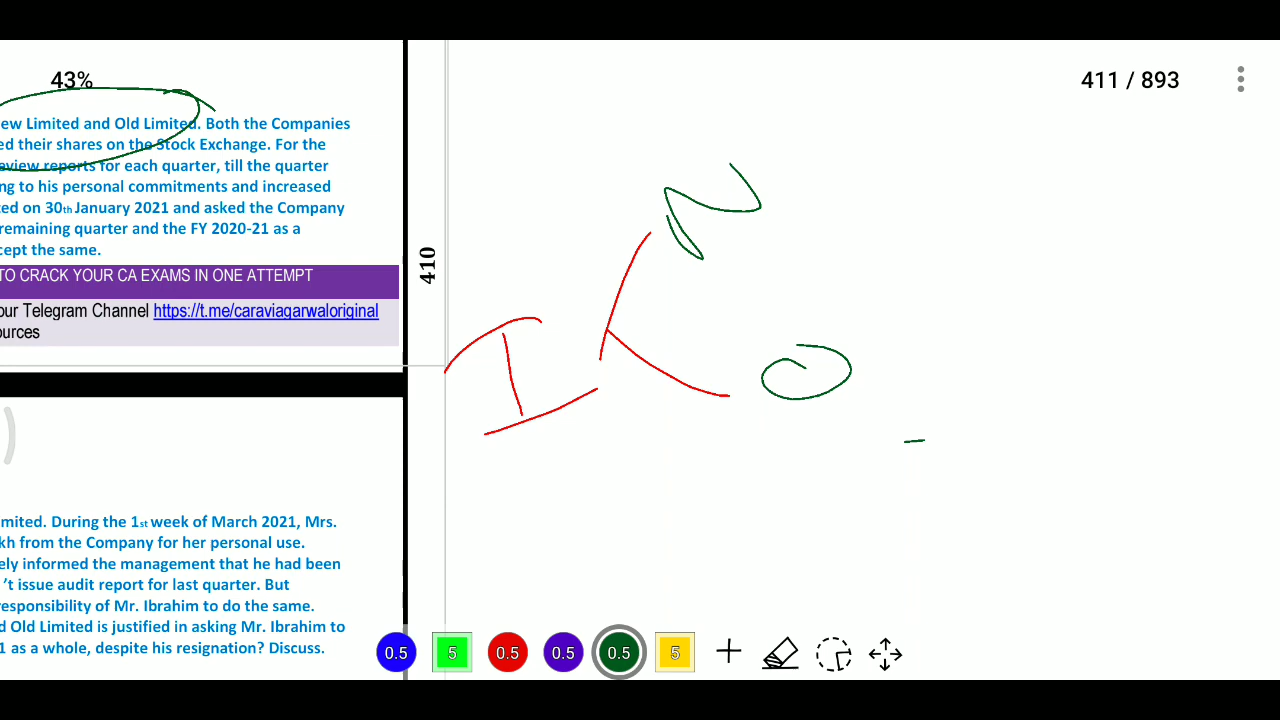 43%
411 / 893
ew Limited and Old Limited. Both the Companies
ed their shares on the Stock Exchange. For the
eview reports for each quarter, till the quarter
ng to his personal commitments and increased
ed on 30th January 2021 and asked the Company
remaining quarter and the FY 2020-21 as a
cept the same.
TO CRACK YOUR CA EXAMS IN ONE ATTEMPT
our Telegram Channel https://t.me/caraviagarwaloriginal
ources
410
I
N
O
mited. During the 1st week of March 2021, Mrs.
kh from the Company for her personal use.
ely informed the management that he had been
't issue audit report for last quarter. But
responsibility of Mr. Ibrahim to do the same.
d Old Limited is justified in asking Mr. Ibrahim to
1 as a whole, despite his resignation? Discuss.
0.5 5 0.5 0.5 0.5 5